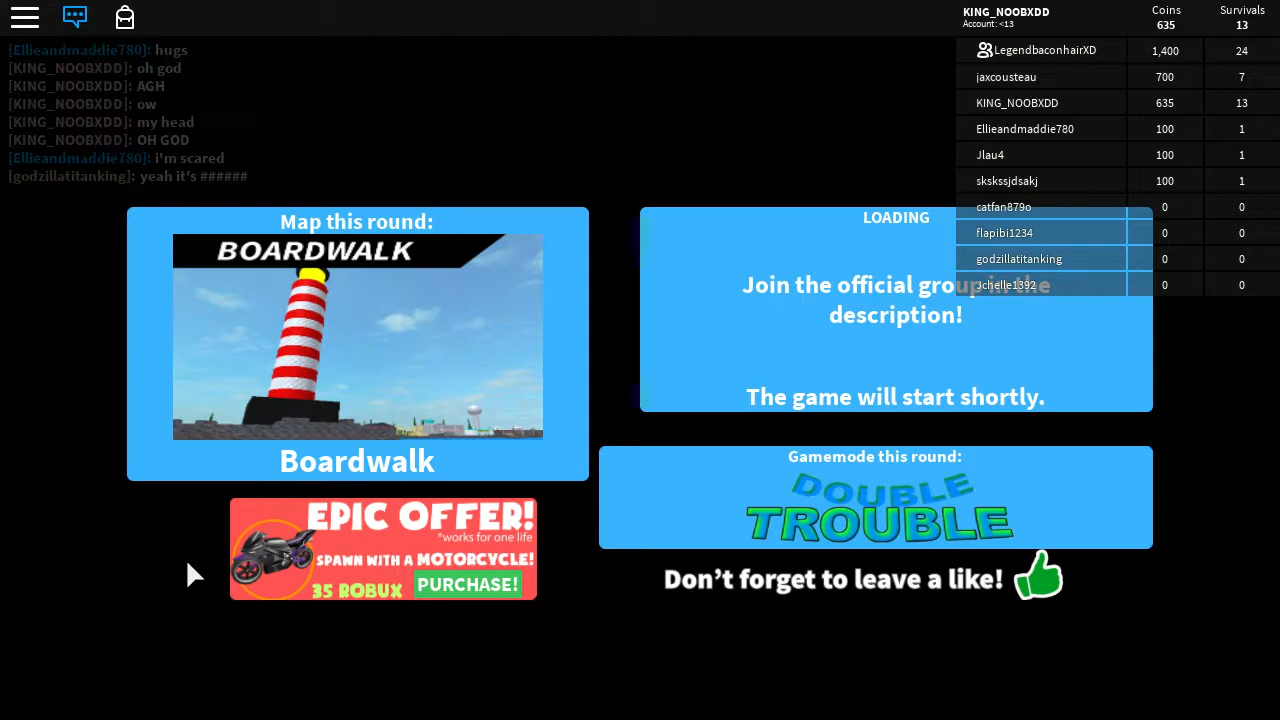 KING_NOOBXDD
Account: <13
Coins
635
Survivals
13
[Ellieandmaddie780]: hugs
[KING_NOOBXDD]: oh god
[KING_NOOBXDD]: AGH
[KING_NOOBXDD]: ow
[KING_NOOBXDD]: my head
[KING_NOOBXDD]: OH GOD
[Ellieandmaddie780]: i'm scared
[godzillatitanking]: yeah it's ######
LegendbaconhairXD 1,400 24
jaxcousteau 700 7
KING_NOOBXDD 635 13
Ellieandmaddie780 100 1
Jlau4 100 1
skskssjdsakj 100 1
catfan879o 0 0
flapibi1234 0 0
godzillatitanking 0 0
Jchelle1392 0 0
Map this round:
BOARDWALK
Boardwalk
LOADING
Join the official group in the
description!
The game will start shortly.
Gamemode this round:
DOUBLE
TROUBLE
EPIC OFFER!
*works for one life
SPAWN WITH A MOTORCYCLE!
35 ROBUX
PURCHASE!
Don't forget to leave a like!